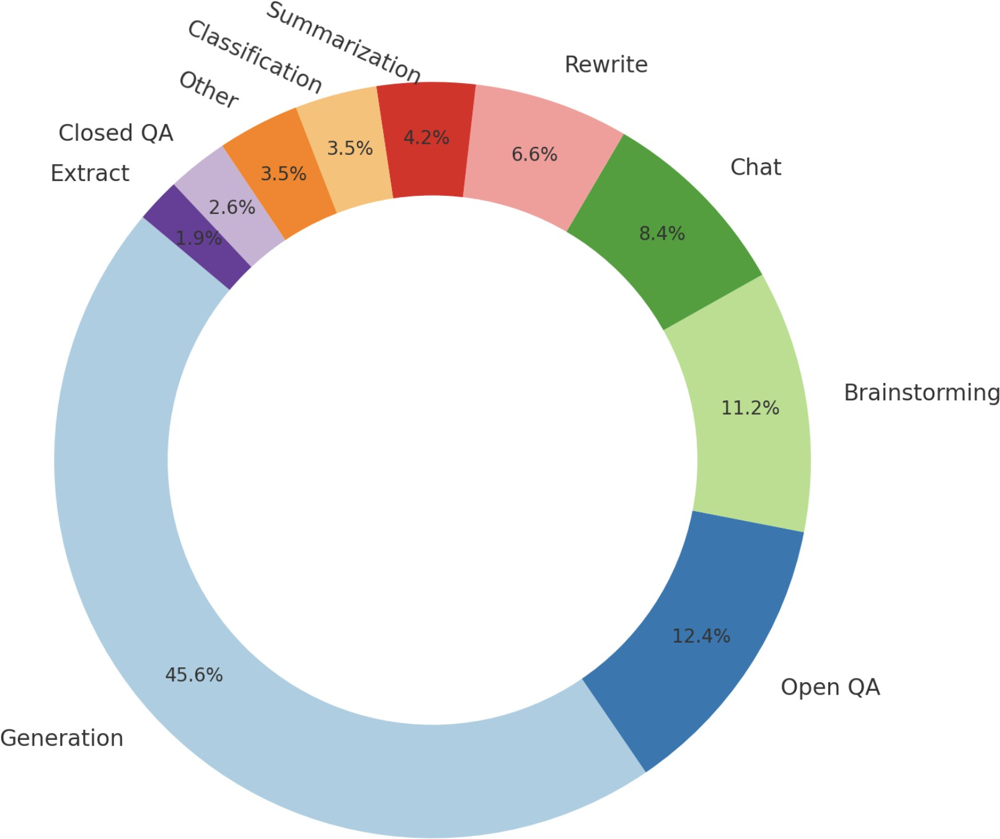 Summarization
4.2%
Rewrite
6.6%
Chat
8.4%
Brainstorming
11.2%
Open QA
12.4%
Generation
45.6%
Extract
1.9%
Closed QA
2.6%
Other
3.5%
Classification
3.5%